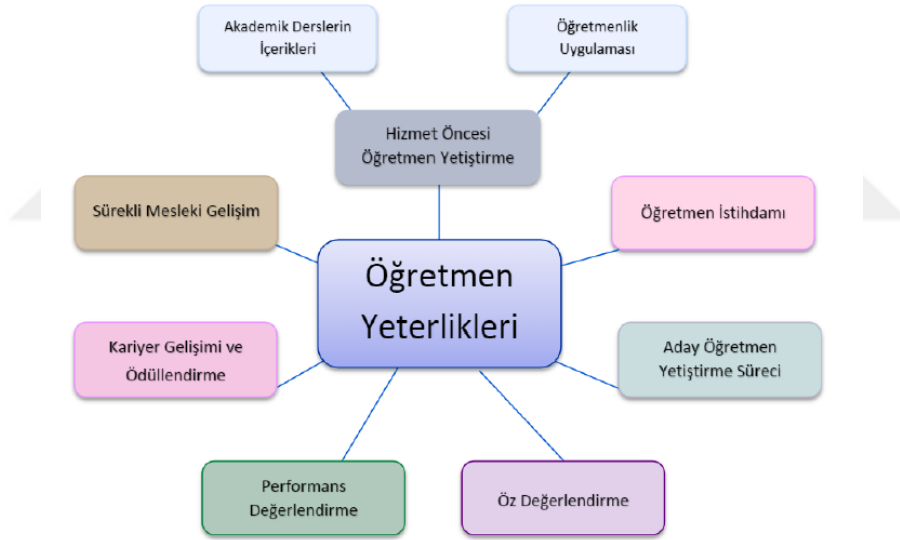 Akademik Derslerin
İçerikleri
Öğretmenlik
Uygulaması
Hizmet Öncesi
Öğretmen Yetiştirme
Sürekli Mesleki Gelişim
Öğretmen İstihdamı
Öğretmen
Yeterlikleri
Kariyer Gelişimi ve
Ödüllendirme
Aday Öğretmen
Yetiştirme Süreci
Performans
Değerlendirme
Öz Değerlendirme